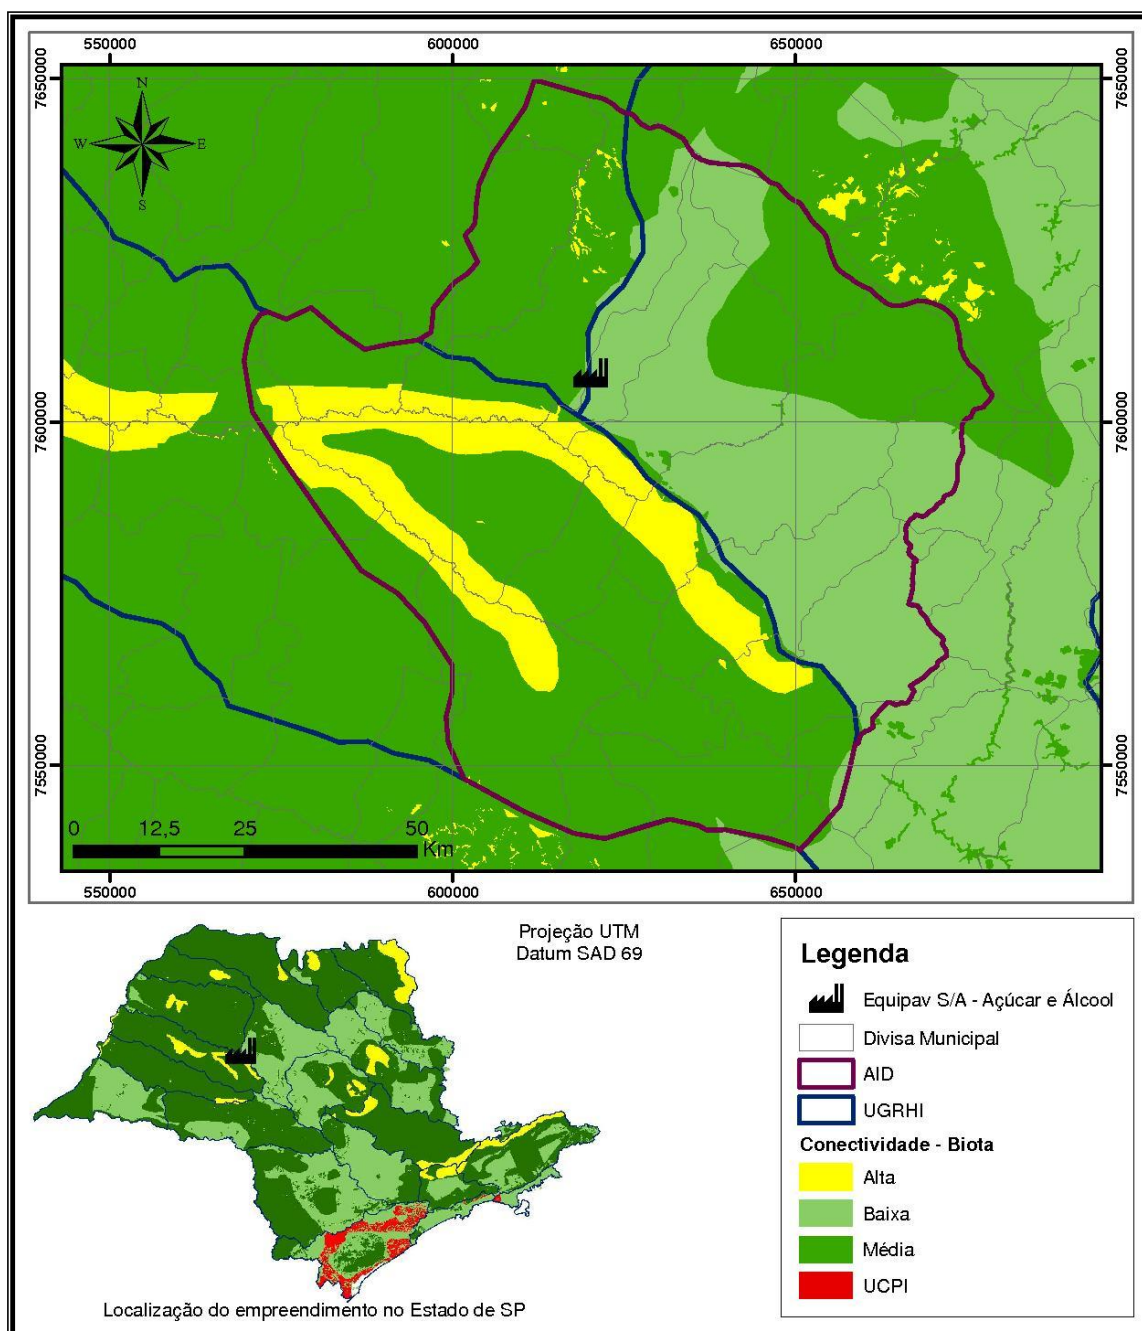 550000 600000 650000
7650000 7650000
N
W E
S
7600000 7600000
7550000 7550000
0 12,5 25 50
Km
550000 600000 650000
Projeção UTM
Datum SAD 69
Localização do empreendimento no Estado de SP
Legenda
Equipav S/A - Açúcar e Álcool
Divisa Municipal
AID
UGRHI
Conectividade - Biota
Alta
Baixa
Média
UCPI